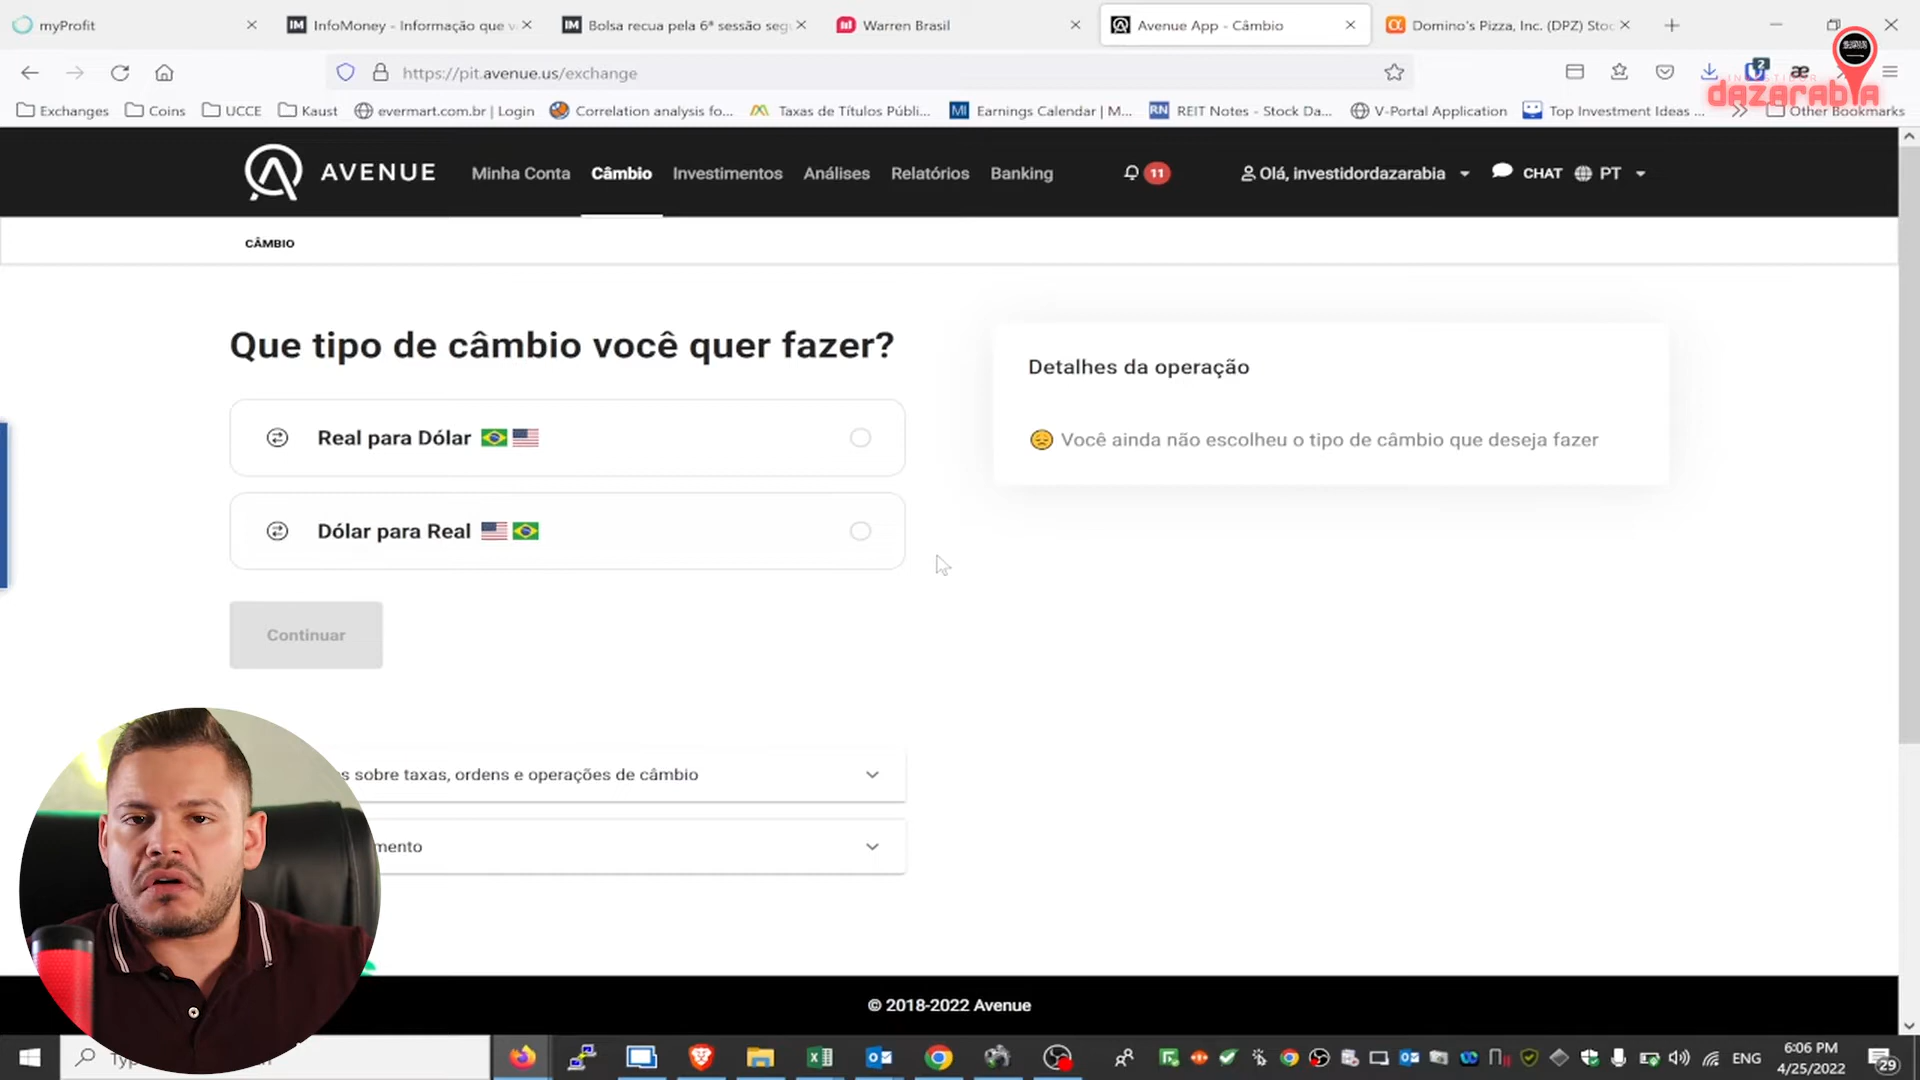 myProfit
InfoMoney - Informação que v
Bolsa recua pela 6ª sessão seg
Warren Brasil
Avenue App - Câmbio
Domino's Pizza, Inc. (DPZ) Stoc
https://pit.avenue.us/exchange
2
INVESTIDOR
dazarabia
Exchanges
Coins
UCCE
Kaust
evermart.com.br | Login
Correlation analysis fo...
Taxas de Títulos Públi...
MI Earnings Calendar | M...
RN REIT Notes - Stock Da...
V-Portal Application
Top Investment Ideas ...
Other Bookmarks
AVENUE
Minha Conta
Câmbio
Investimentos
Análises
Relatórios
Banking
11
Olá, investidordazarabia
CHAT
PT
CÂMBIO
Que tipo de câmbio você quer fazer?
Real para Dólar
Dólar para Real
Continuar
Detalhes da operação
Você ainda não escolheu o tipo de câmbio que deseja fazer
s sobre taxas, ordens e operações de câmbio
mento
© 2018-2022 Avenue
ENG
6:06 PM
4/25/2022
29